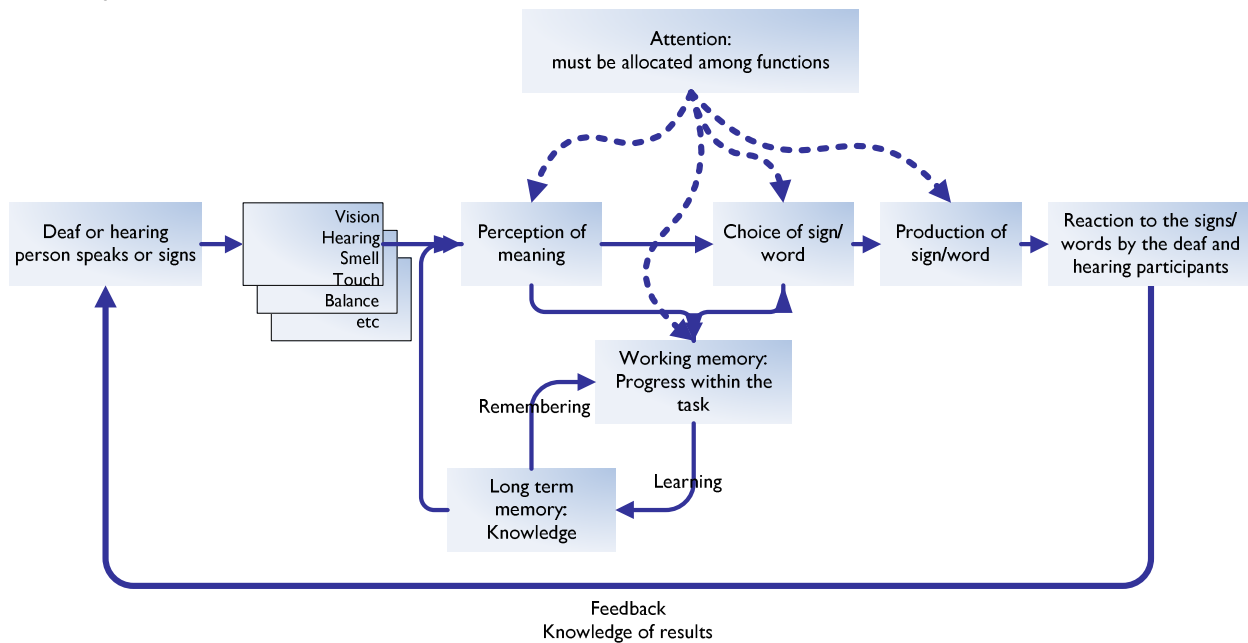 Attention:
must be allocated among functions
Deaf or hearing
person speaks or signs
Vision
Hearing
Smell
Touch
Balance
etc
Perception of
meaning
Choice of sign/
word
Production of
sign/word
Reaction to the signs/
words by the deaf and
hearing participants
Working memory:
Progress within the
task
Remembering
Learning
Long term
memory:
Knowledge
Feedback
Knowledge of results